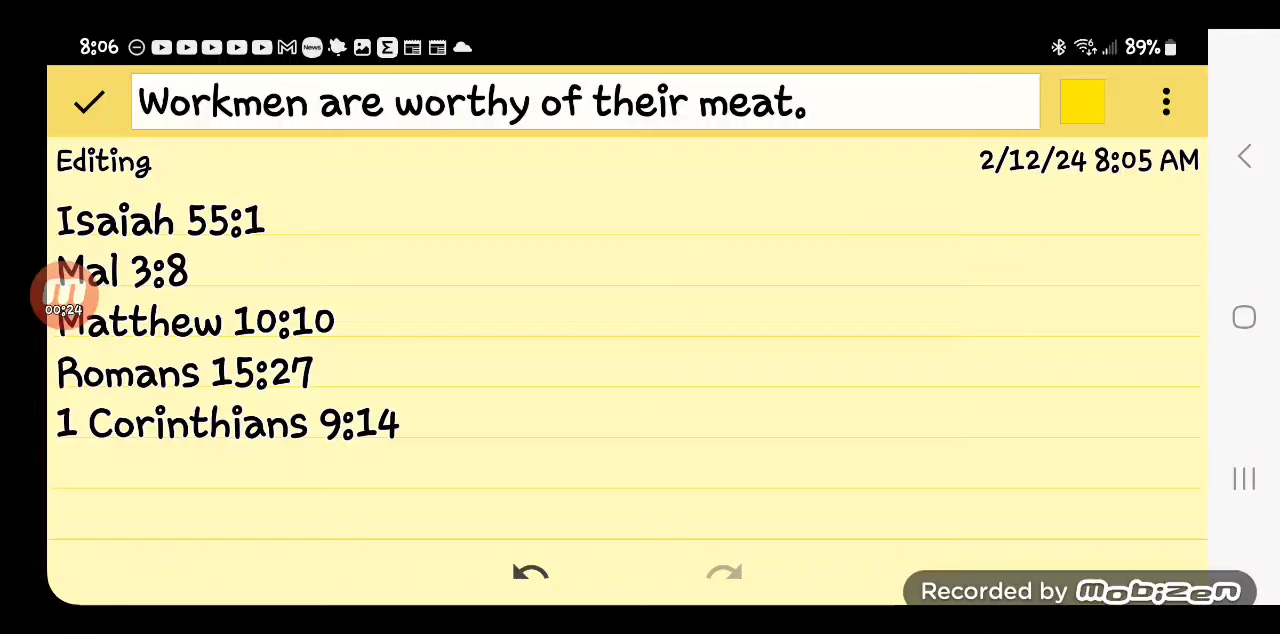 8:06 News 89%
Workmen are worthy of their meat.
Editing 2/12/24 8:05 AM
Isaiah 55:1
Mal 3:8
00:24
Matthew 10:10
Romans 15:27
1 Corinthians 9:14
Recorded by mobizen